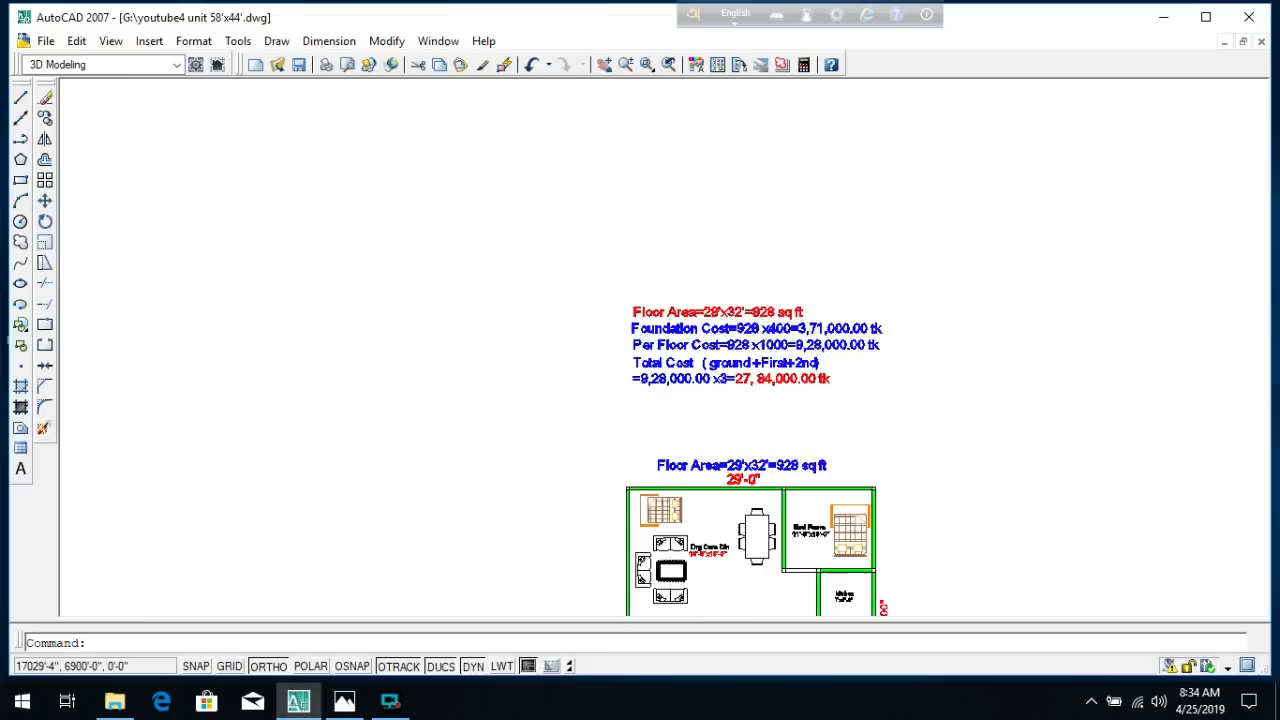 AutoCAD 2007 - [G:\youtube4 unit 58'x44'.dwg]
English
File Edit View Insert Format Tools Draw Dimension Modify Window Help
3D Modeling
Floor Area=29'x32'=928 sq ft
Foundation Cost=928 x400=3,71,000.00 tk
Per Floor Cost=928 x1000=9,28,000.00 tk
Total Cost ( ground+First+2nd)
=9,28,000.00 x3=27, 84,000.00 tk
Floor Area=29'x32'=928 sq ft
29'-0"
Command:
17029'-4", 6900'-0", 0'-0" SNAP GRID ORTHO POLAR OSNAP OTRACK DUCS DYN LWT
8:34 AM
4/25/2019